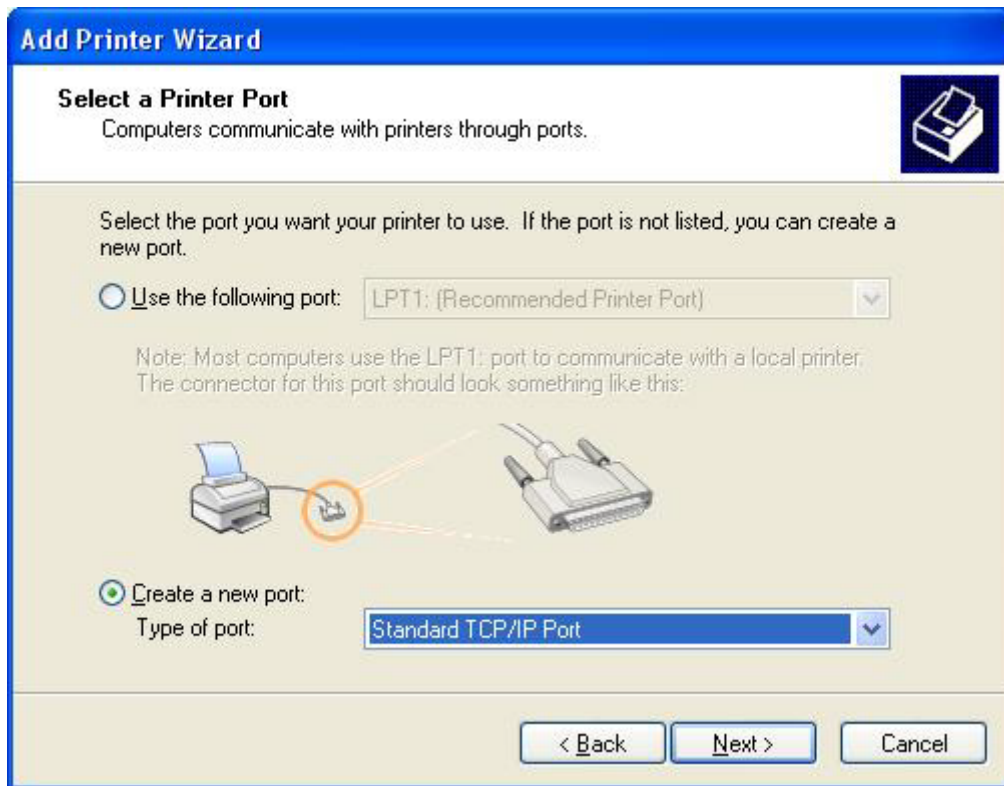 Add Printer Wizard
Select a Printer Port
Computers communicate with printers through ports.
Select the port you want your printer to use.  If the port is not listed, you can create a
new port.
Use the following port: LPT1: (Recommended Printer Port)
Note: Most computers use the LPT1: port to communicate with a local printer.
The connector for this port should look something like this:
Create a new port:
Type of port: Standard TCP/IP Port
< Back Next > Cancel